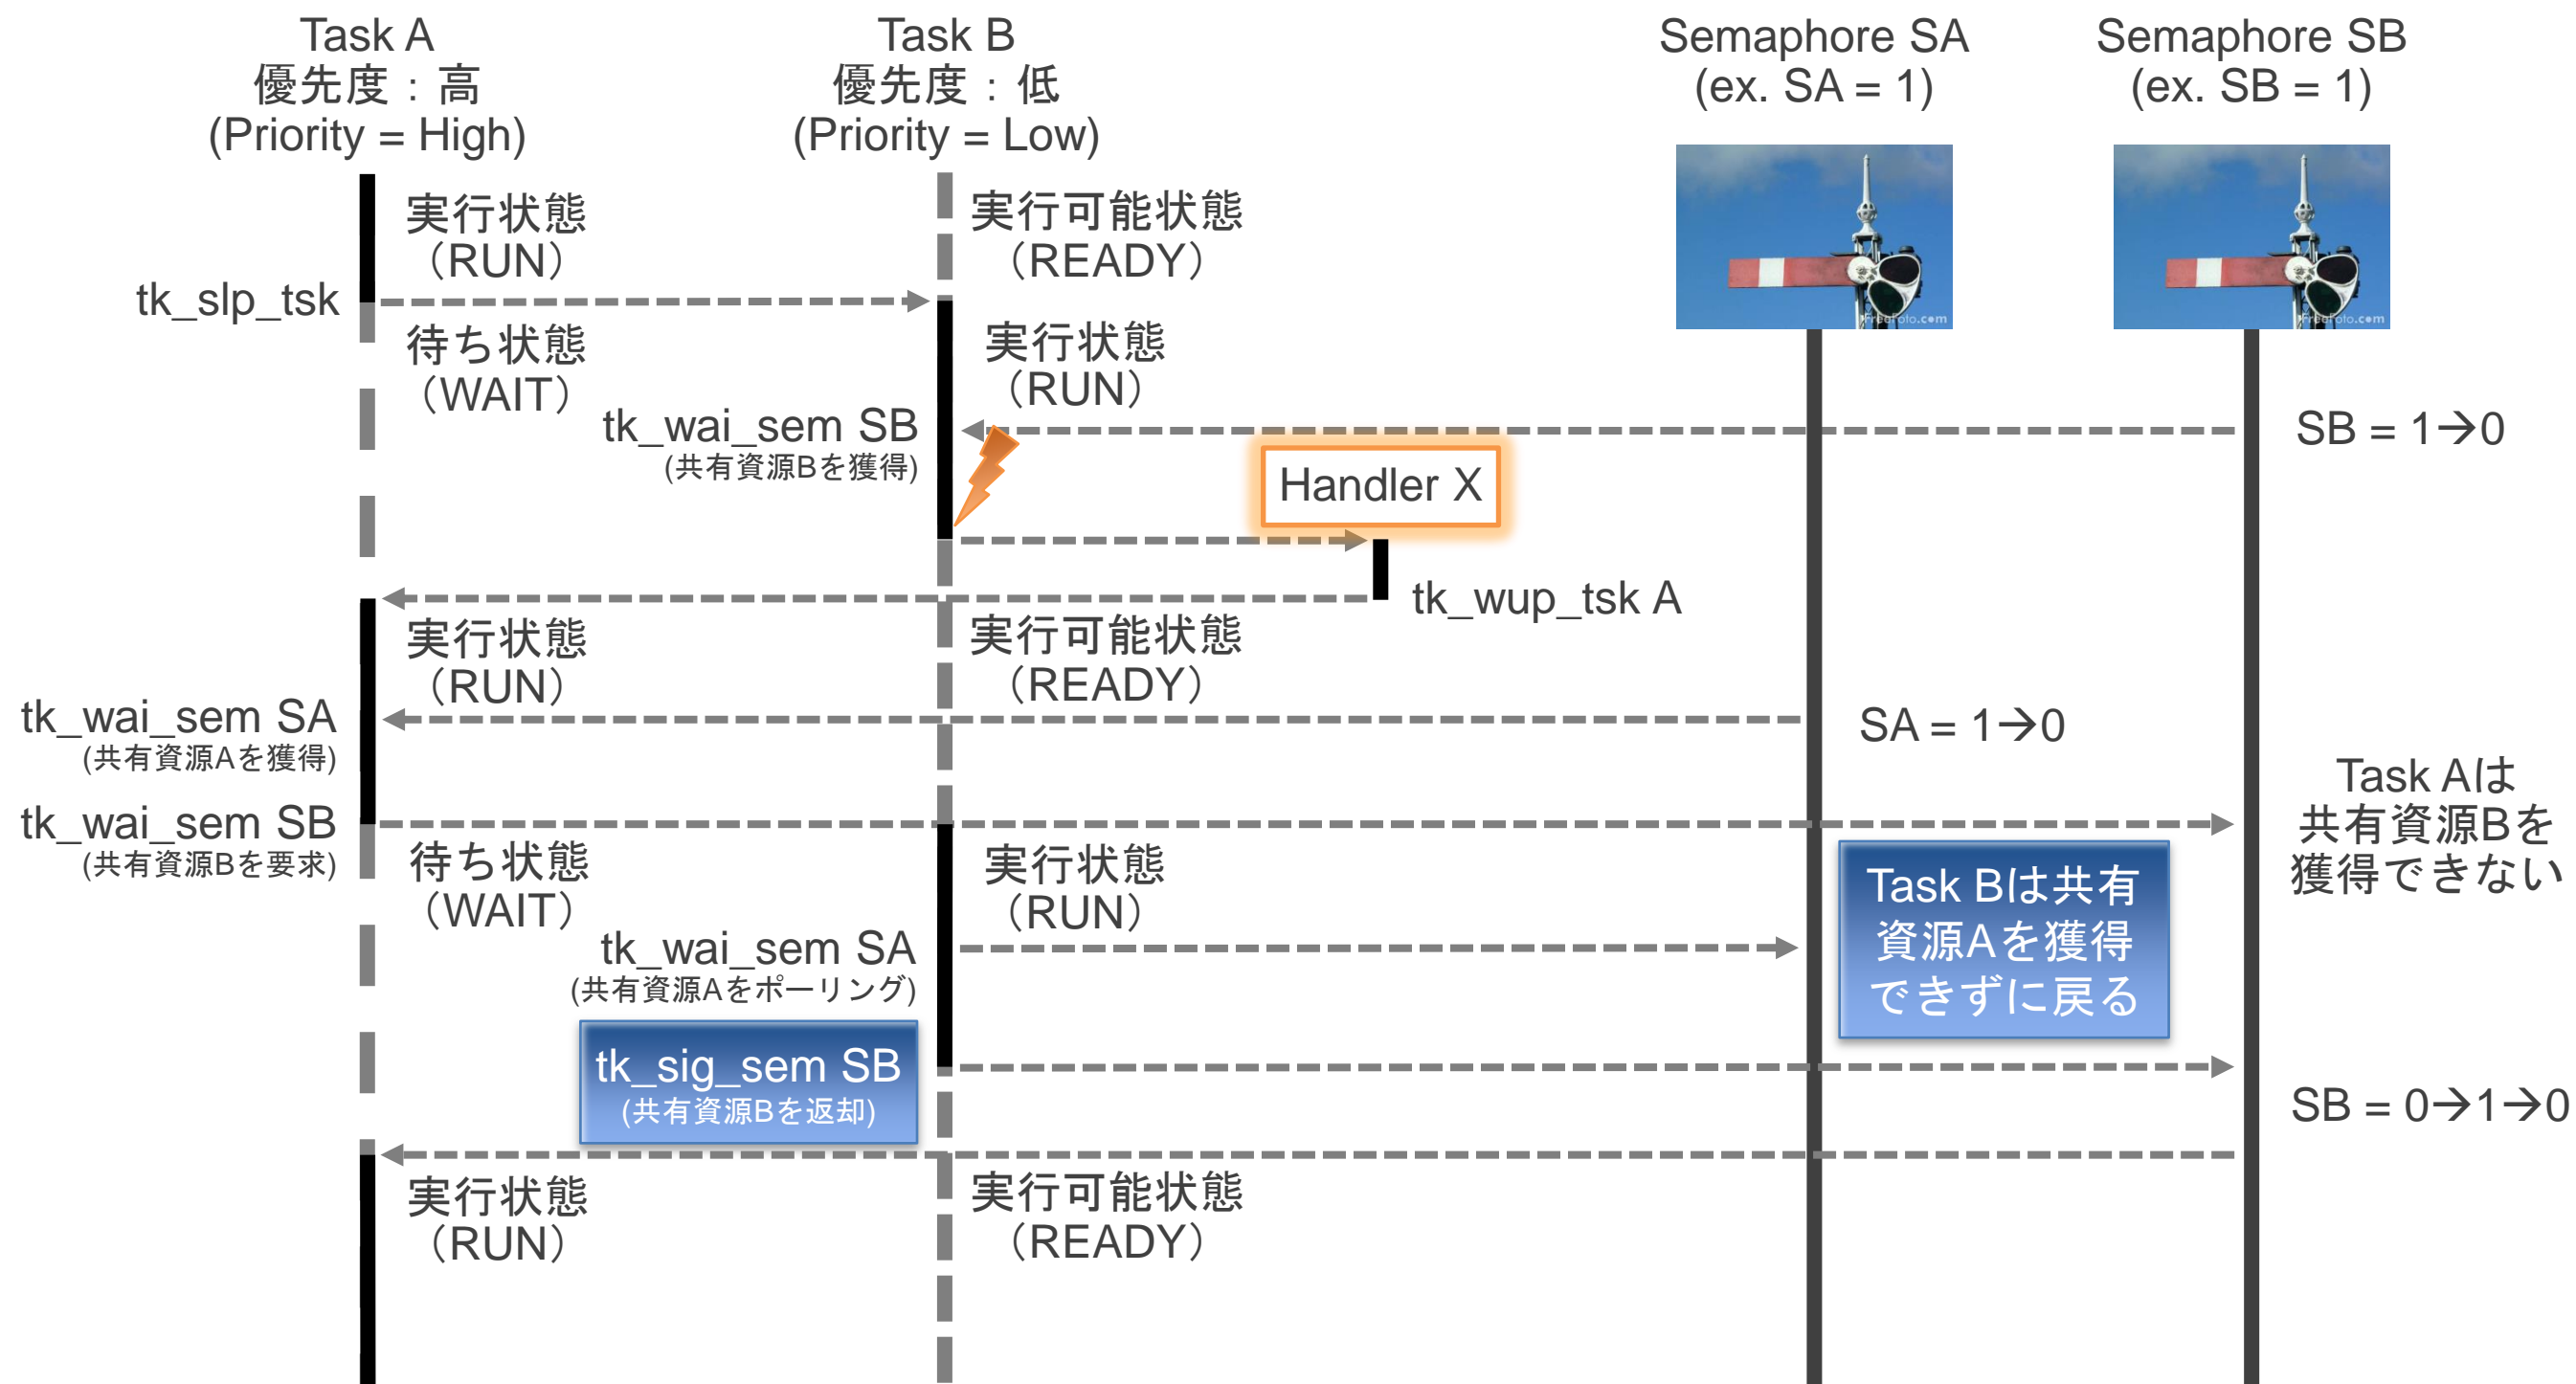 Task A
優先度：高
(Priority = High)
Task B
優先度：低
(Priority = Low)
Semaphore SA
(ex. SA = 1)
Semaphore SB
(ex. SB = 1)
実行状態
（RUN）
実行可能状態
（READY）
FreeFoto.com
FreeFoto.com
tk_slp_tsk
待ち状態
（WAIT）
実行状態
（RUN）
tk_wai_sem SB
(共有資源Bを獲得)
SB = 1→0
Handler X
tk_wup_tsk A
実行状態
（RUN）
実行可能状態
（READY）
tk_wai_sem SA
(共有資源Aを獲得)
SA = 1→0
tk_wai_sem SB
(共有資源Bを要求)
Task Aは
共有資源Bを
獲得できない
待ち状態
（WAIT）
実行状態
（RUN）
Task Bは共有
資源Aを獲得
できずに戻る
tk_wai_sem SA
(共有資源Aをポーリング)
tk_sig_sem SB
(共有資源Bを返却)
SB = 0→1→0
実行状態
（RUN）
実行可能状態
（READY）